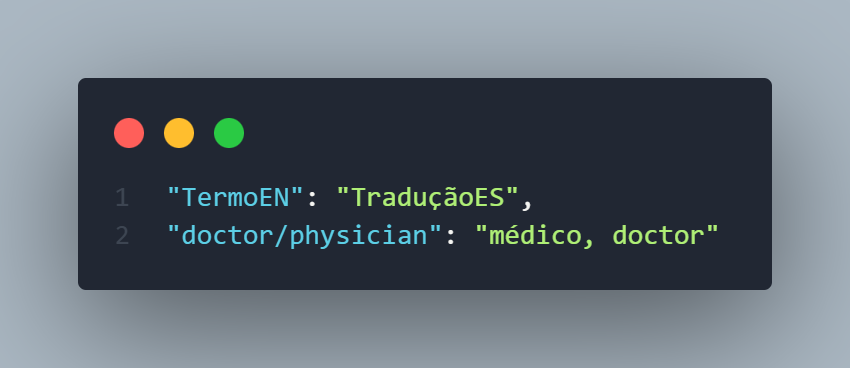 1 "TermoEN": "TraduçãoES",
2 "doctor/physician": "médico, doctor"